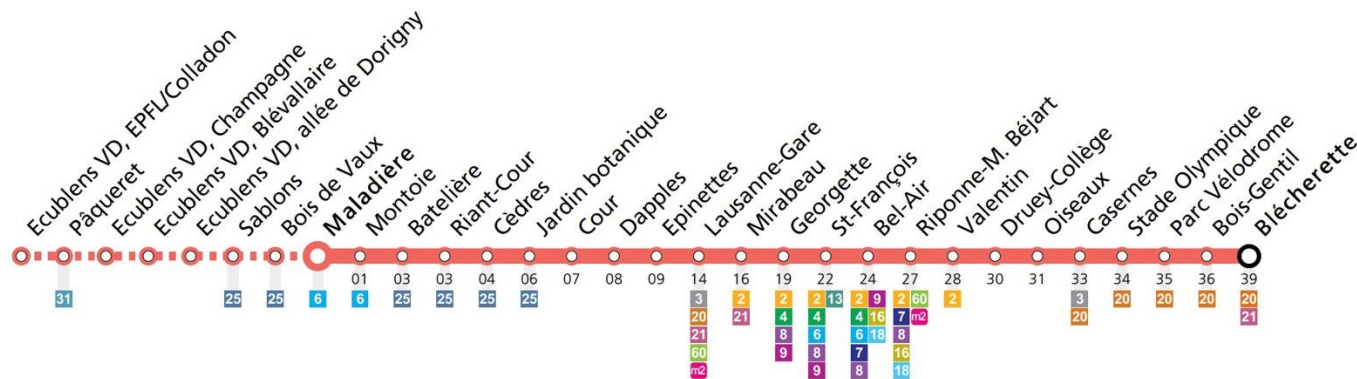 Ecublens VD, EPFL/Colladon
Pâqueret
Ecublens VD, Champagne
Ecublens VD, Blévallaire
Ecublens VD, allée de Dorigny
Sablons
Bois de Vaux
Maladière
Montoie
Batelière
Riant-Cour
Cèdres
Jardin botanique
Cour
Dapples
Epinettes
Lausanne-Gare
Mirabeau
Georgette
St-François
Bel-Air
Riponne-M. Béjart
Valentin
Druey-Collège
Oiseaux
Casernes
Stade Olympique
Parc Vélodrome
Bois-Gentil
Blécherette
01 03 03 04 06 07 08 09 14 16 19 22 24 27 28 30 31 33 34 35 36 39
31 25 25 6 6 25 25 25 25 3 2 2 2 13 2 9 2 60 2 3 20 20 20 20
20 21 4 4 4 16 7 m2 20 21
21 8 6 6 18 8
60 9 8 7 16
m2 9 8 18